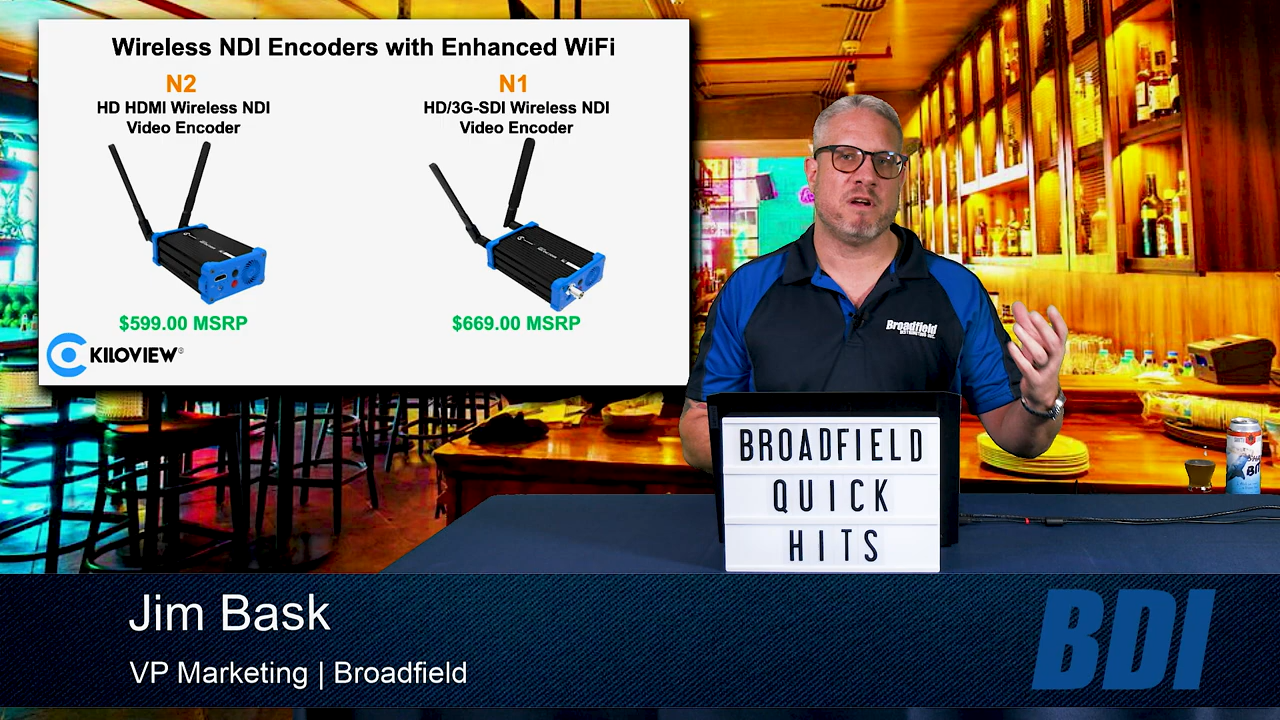 Wireless NDI Encoders with Enhanced WiFi
N2
HD HDMI Wireless NDI
Video Encoder
$599.00 MSRP
N1
HD/3G-SDI Wireless NDI
Video Encoder
$669.00 MSRP
KILOVIEW®
Broadfield
BROADFIELD
QUICK
HITS
Jim Bask
VP Marketing | Broadfield
BDI